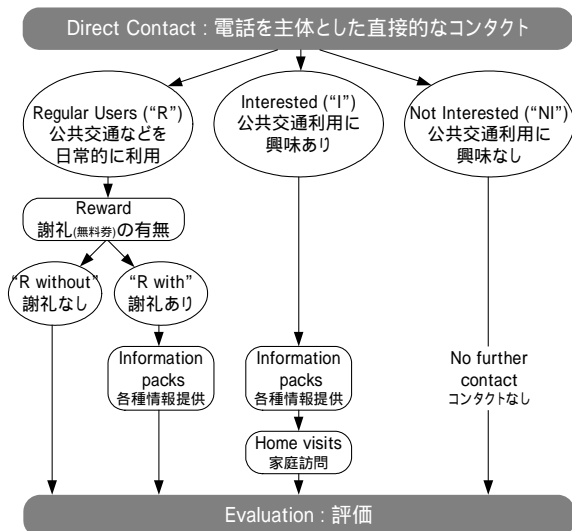 Direct Contact : 電話を主体とした直接的なコンタクト
Regular Users (“R”)
公共交通などを
日常的に利用
Interested (“I”)
公共交通利用に
興味あり
Not Interested (“NI”)
公共交通利用に
興味なし
Reward
謝礼(無料券)の有無
“R without”
謝礼なし
“R with”
謝礼あり
Information
packs
各種情報提供
Information
packs
各種情報提供
No further
contact
コンタクトなし
Home visits
家庭訪問
Evaluation : 評価